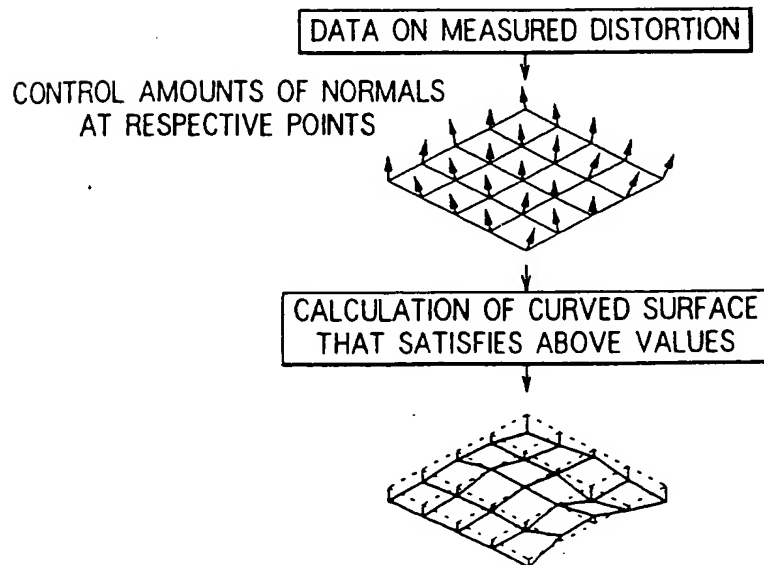 DATA ON MEASURED DISTORTION
CONTROL AMOUNTS OF NORMALS
AT RESPECTIVE POINTS
CALCULATION OF CURVED SURFACE
THAT SATISFIES ABOVE VALUES